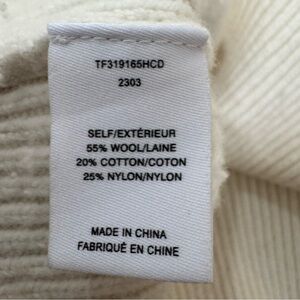 TF319165HCD
2303
SELF/EXTÉRIEUR
55% WOOL/LAINE
20% COTTON/COTON
25% NYLON/NYLON
MADE IN CHINA
FABRIQUÉ EN CHINE